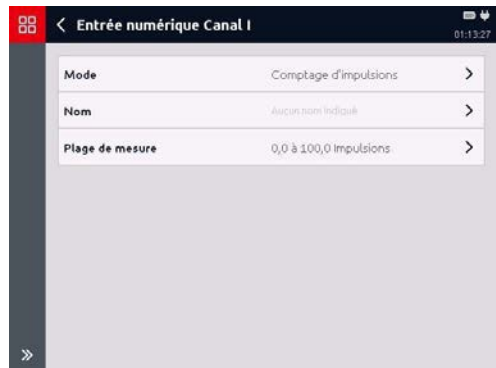 Entrée numérique Canal I
01:13:27
Mode Comptage d'impulsions
Nom Aucun nom indiqué
Plage de mesure 0,0 à 100,0 Impulsions